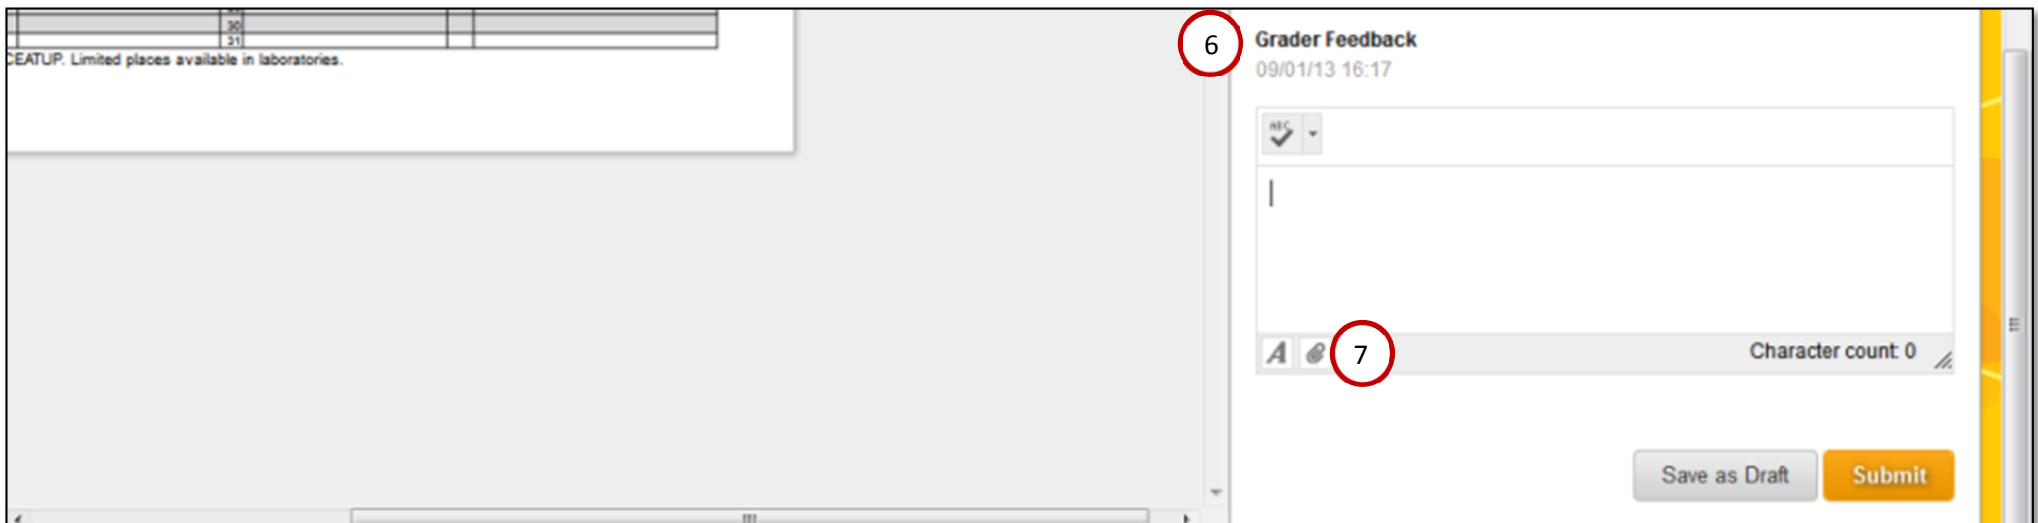 30
31
CEATUP. Limited places available in laboratories.
6
Grader Feedback
09/01/13 16:17
ABC
A
7
Character count: 0
Save as Draft
Submit